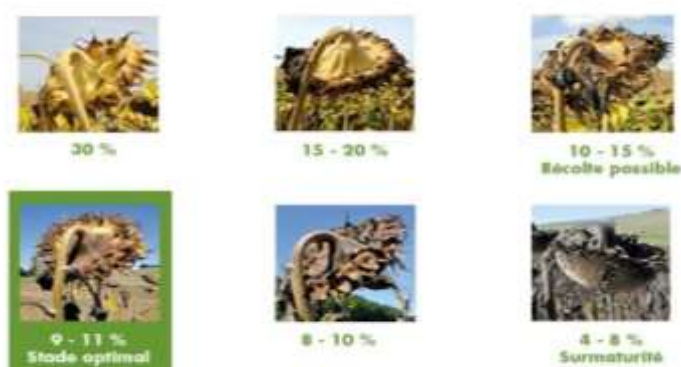 30 %
15 - 20 %
10 - 15 %
Récolte possible
9 - 11 %
Stade optimal
8 - 10 %
4 - 8 %
Surmaturité